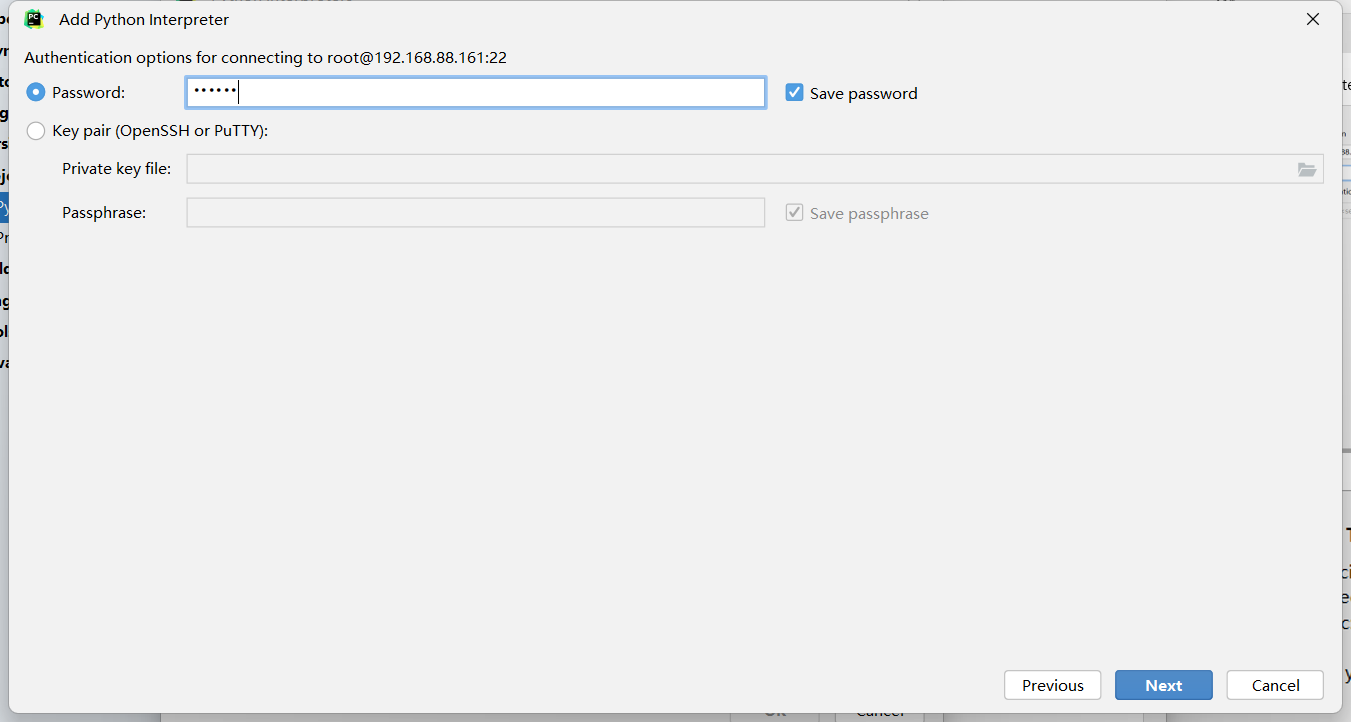 Add Python Interpreter
Authentication options for connecting to root@192.168.88.161:22
Password: •••••• Save password
Key pair (OpenSSH or PuTTY):
Private key file:
Passphrase: Save passphrase
Previous Next Cancel